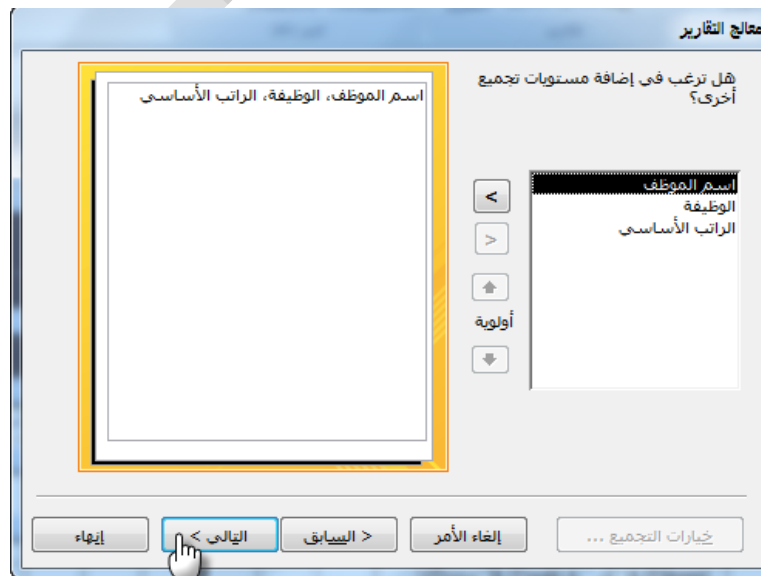 معالج التقارير
هل ترغب في إضافة مستويات تجميع
أخرى؟
اسم الموظف
الوظيفة
الراتب الأساسي
أولوية
اسم الموظف، الوظيفة، الراتب الأساسي
خيارات التجميع ...
إلغاء الأمر
< السابق
التالي >
إنهاء